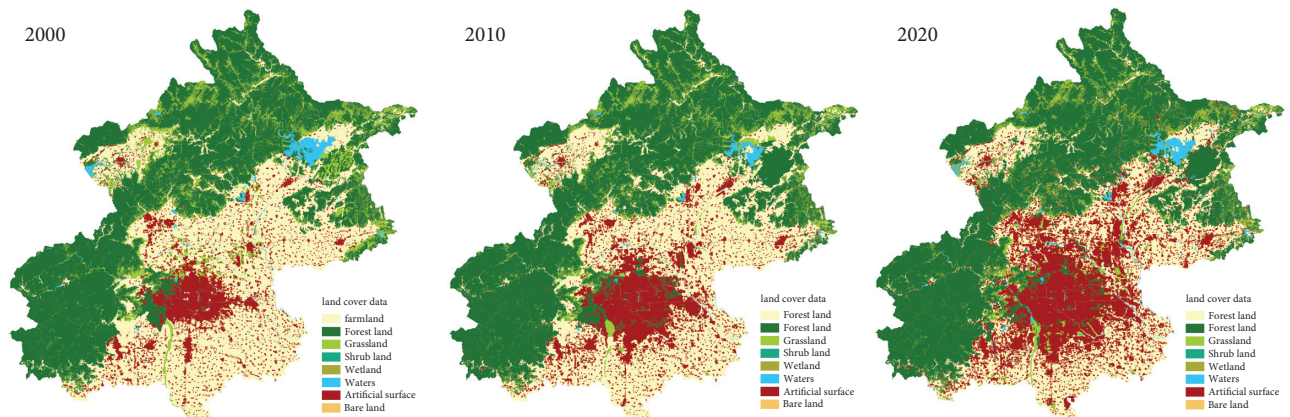 2000
land cover data
farmland
Forest land
Grassland
Shrub land
Wetland
Waters
Artificial surface
Bare land
2010
land cover data
Forest land
Forest land
Grassland
Shrub land
Wetland
Waters
Artificial surface
Bare land
2020
land cover data
Forest land
Forest land
Grassland
Shrub land
Wetland
Waters
Artificial surface
Bare land